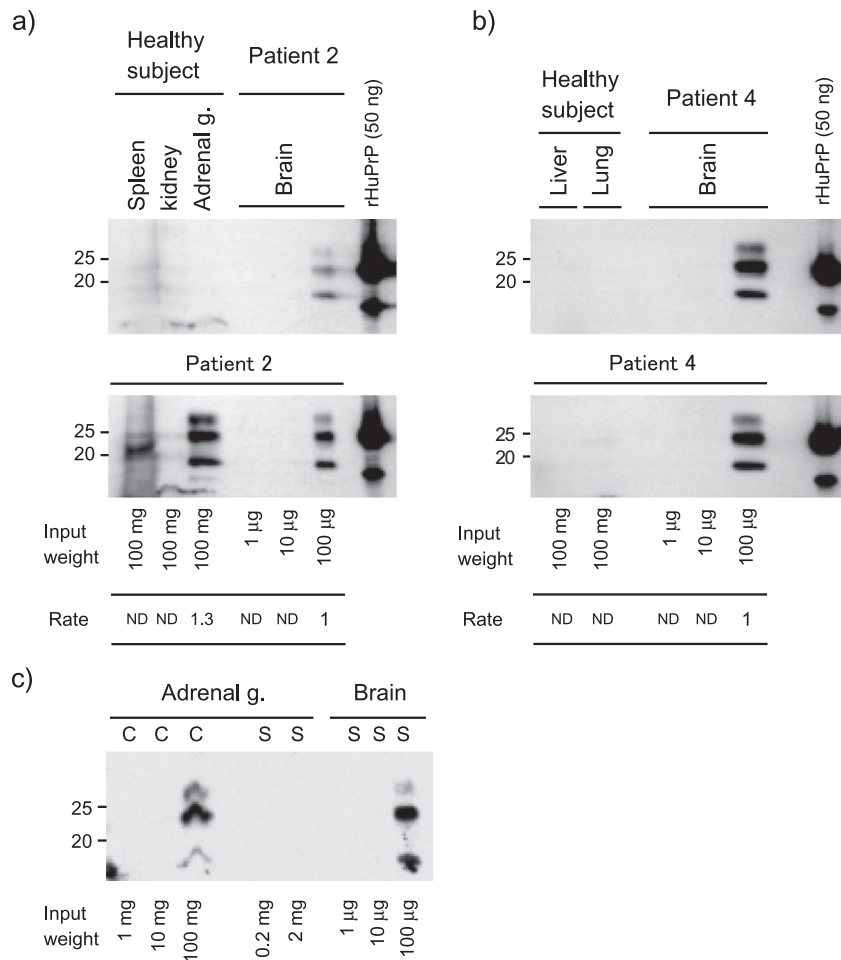 a)
Healthy
subject
Patient 2
Spleen
kidney
Adrenal g.
Brain
rHuPrP (50 ng)
25
20
Patient 2
25
20
Input
weight
100 mg
100 mg
100 mg
1 µg
10 µg
100 µg
Rate
ND ND 1.3 ND ND 1
b)
Healthy
subject
Patient 4
Liver
Lung
Brain
rHuPrP (50 ng)
25
20
Patient 4
25
20
Input
weight
100 mg
100 mg
1 µg
10 µg
100 µg
Rate
ND ND ND ND 1
c)
Adrenal g. Brain
C C C S S S S S
25
20
Input
weight
1 mg
10 mg
100 mg
0.2 mg
2 mg
1 µg
10 µg
100 µg